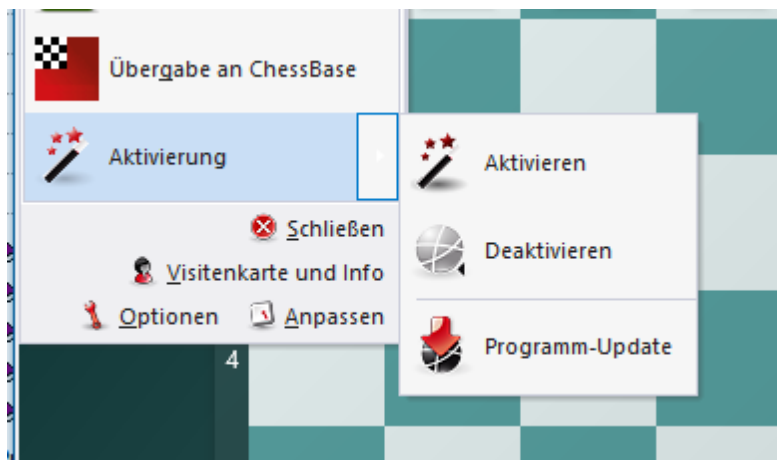 Übergabe an ChessBase
Aktivierung
Aktivieren
Deaktivieren
Programm-Update
Schließen
Visitenkarte und Info
Optionen Anpassen
4